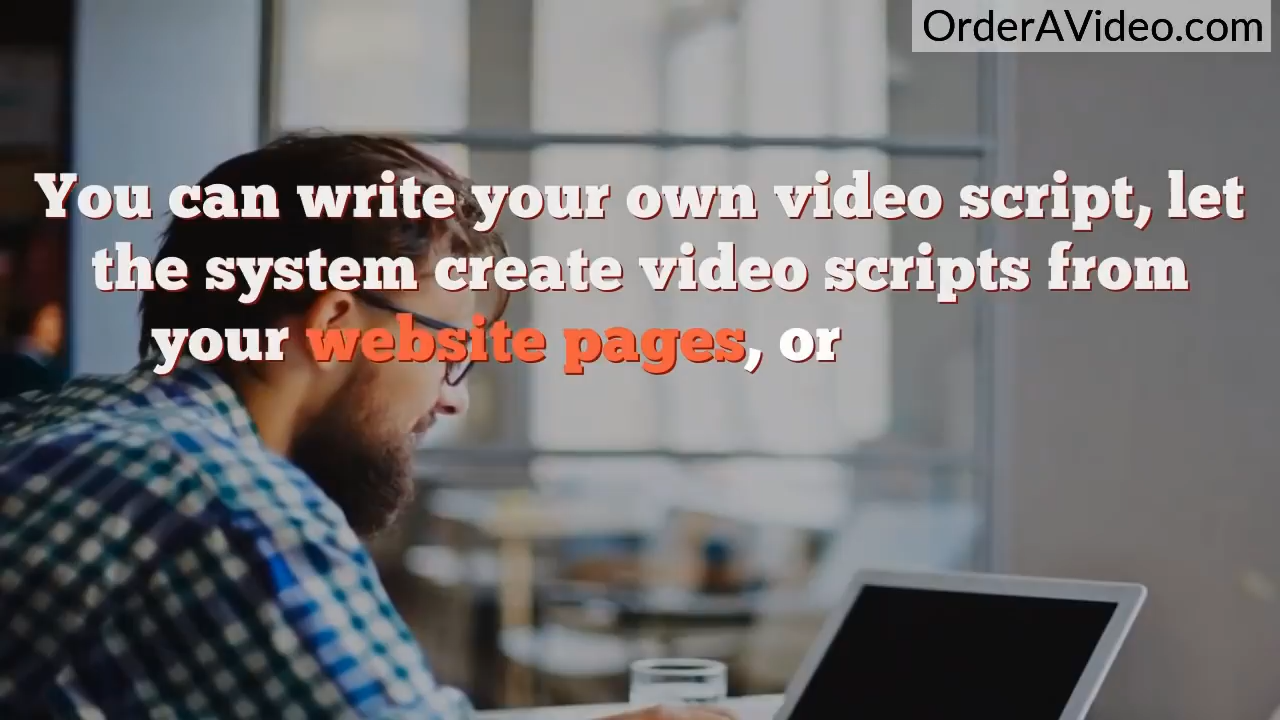 OrderAVideo.com
You can write your own video script, let
the system create video scripts from
your website pages, or